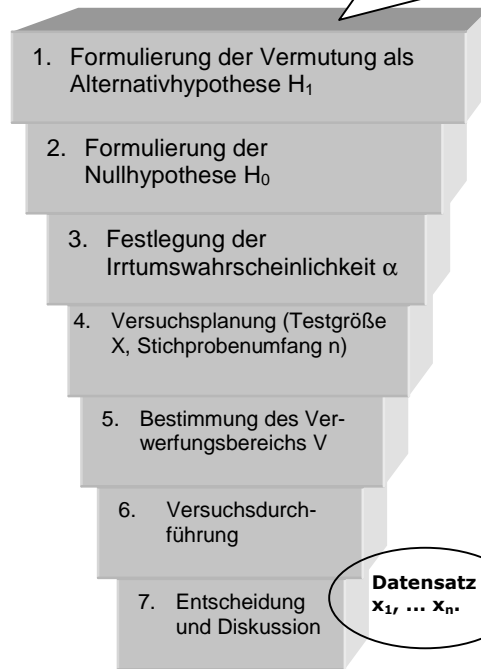 1. Formulierung der Vermutung als
Alternativhypothese H₁
2. Formulierung der
Nullhypothese H₀
3. Festlegung der
Irrtumswahrscheinlichkeit α
4. Versuchsplanung (Testgröße
X, Stichprobenumfang n)
5. Bestimmung des Ver-
werfungsbereichs V
6. Versuchsdurch-
führung
7. Entscheidung
und Diskussion
Datensatz
x₁, ... xₙ.